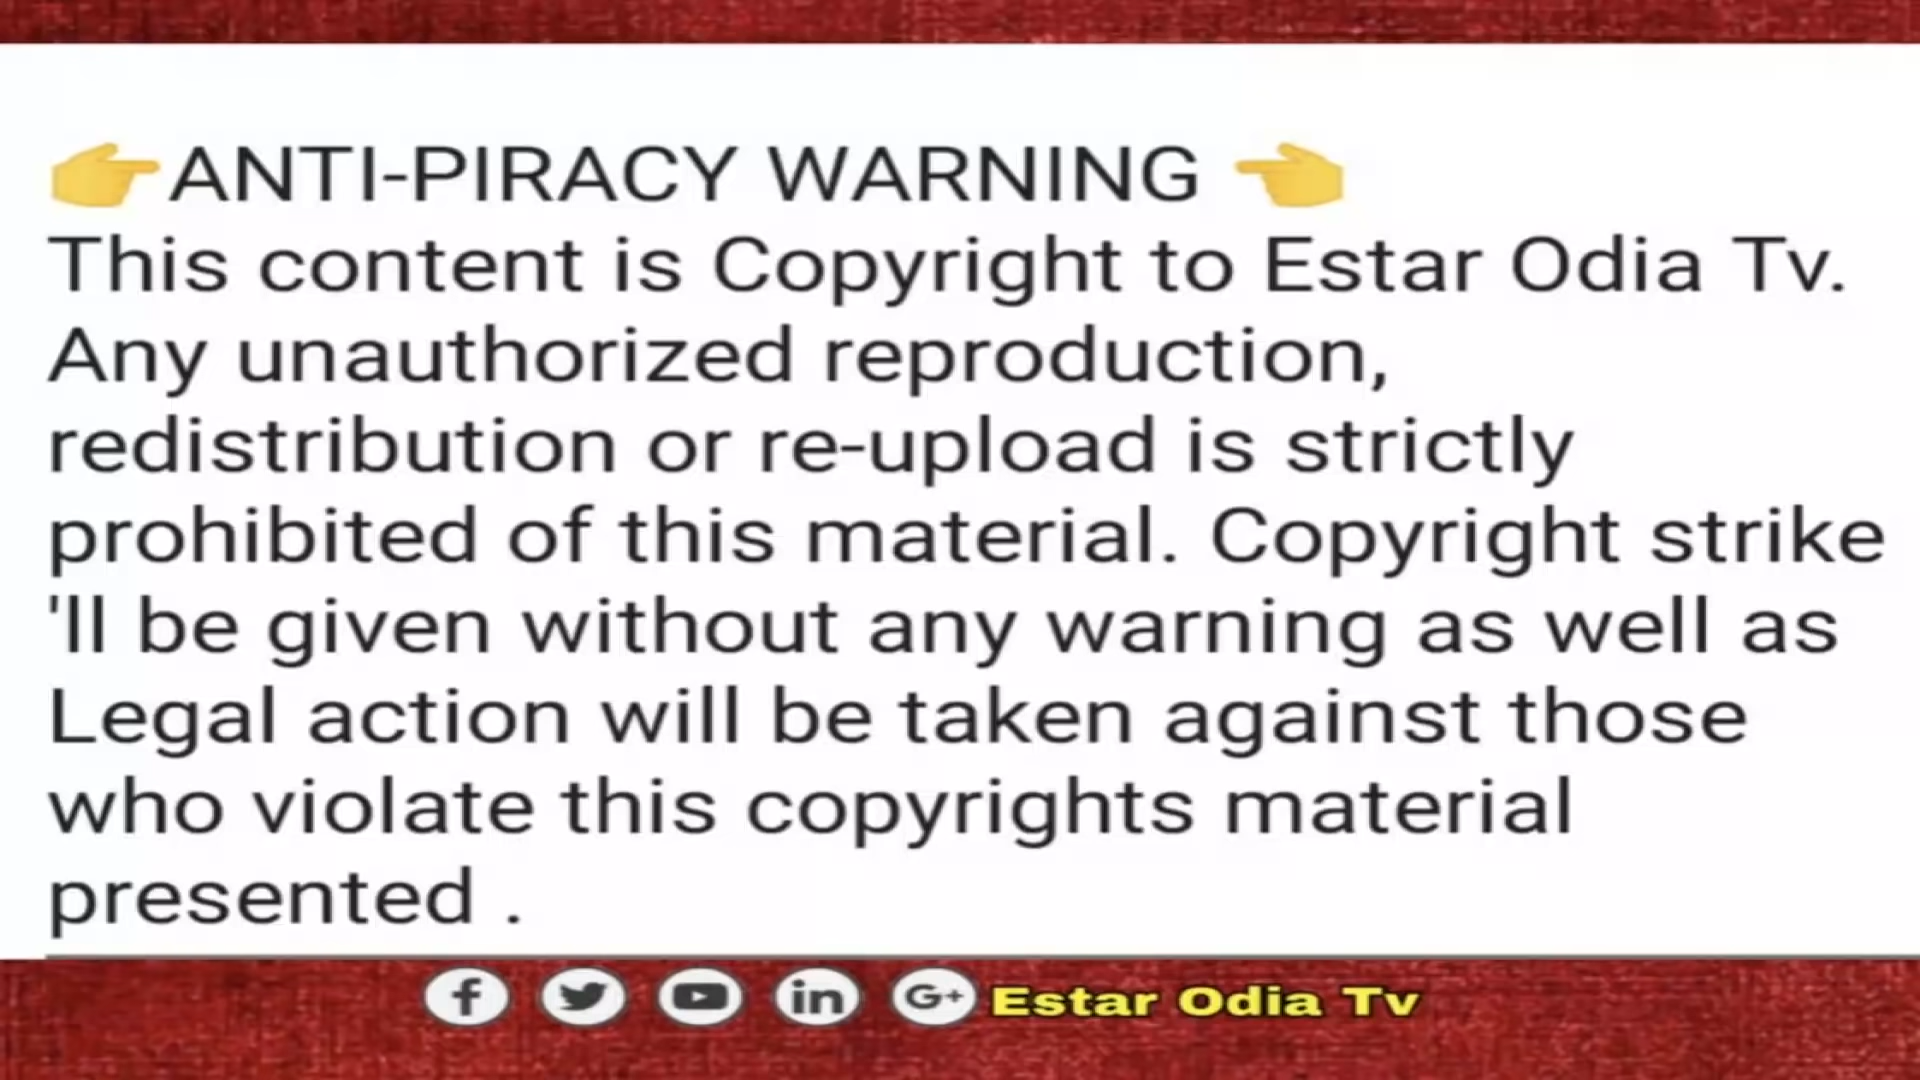 👉ANTI-PIRACY WARNING 👈
This content is Copyright to Estar Odia Tv.
Any unauthorized reproduction,
redistribution or re-upload is strictly
prohibited of this material. Copyright strike
'll be given without any warning as well as
Legal action will be taken against those
who violate this copyrights material
presented .
f in G+ Estar Odia Tv